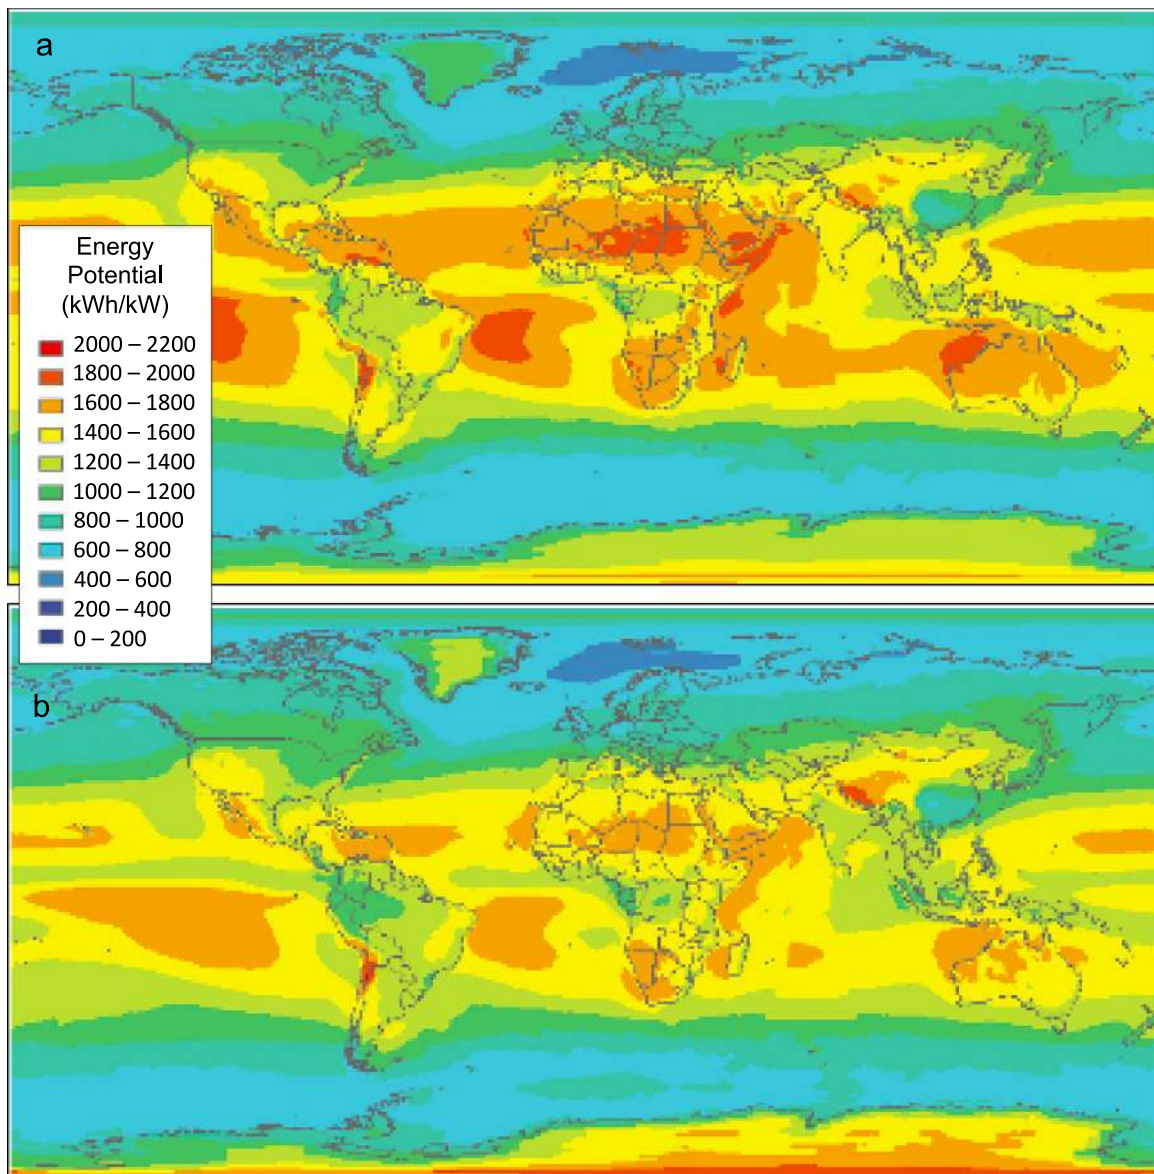 a
Energy
Potential
(kWh/kW)
2000 – 2200
1800 – 2000
1600 – 1800
1400 – 1600
1200 – 1400
1000 – 1200
800 – 1000
600 – 800
400 – 600
200 – 400
0 – 200
b